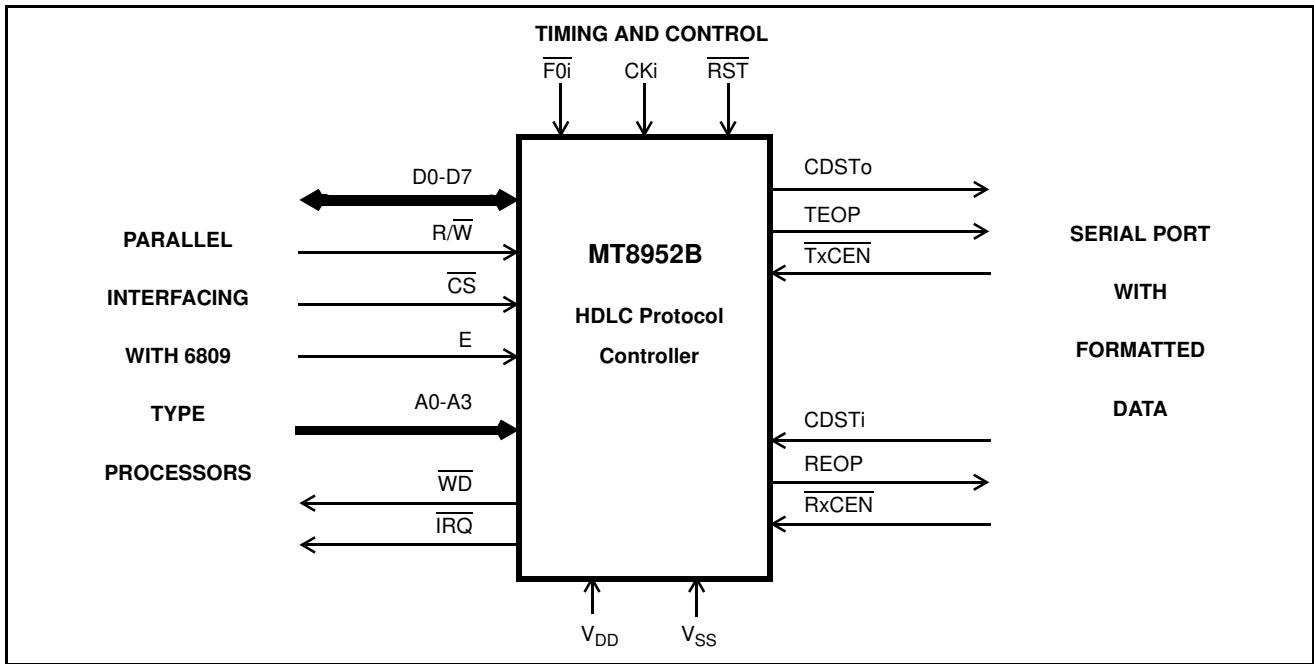 TIMING AND CONTROL
F0i CKi RST
D0-D7
R/W
CS
E
A0-A3
WD
IRQ
PARALLEL
INTERFACING
WITH 6809
TYPE
PROCESSORS
MT8952B
HDLC Protocol
Controller
CDSTo
TEOP
TxCEN
CDSTi
REOP
RxCEN
SERIAL PORT
WITH
FORMATTED
DATA
VDD VSS